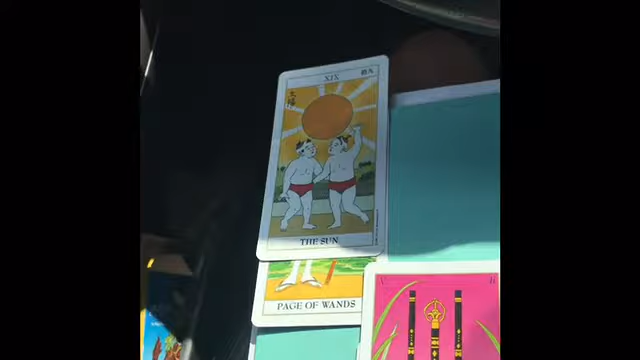 XIX
THE SUN
PAGE OF WANDS
V